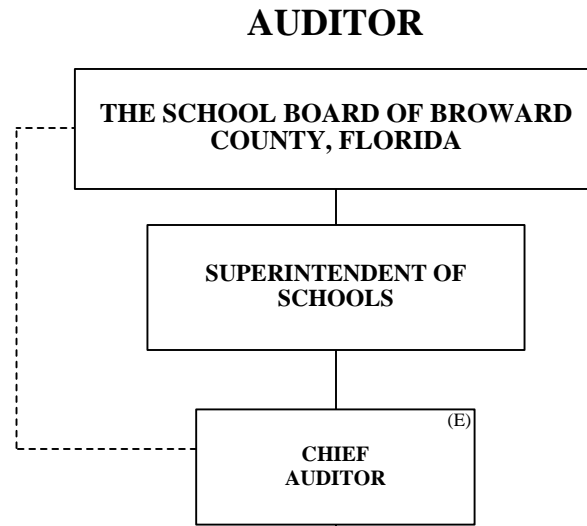 AUDITOR
THE SCHOOL BOARD OF BROWARD
COUNTY, FLORIDA
SUPERINTENDENT OF
SCHOOLS
(E)
CHIEF
AUDITOR